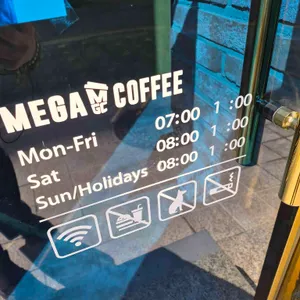 MEGA MGC COFFEE
Mon-Fri 07:00 1 :00
Sat 08:00 1 :00
Sun/Holidays 08:00 1 :00